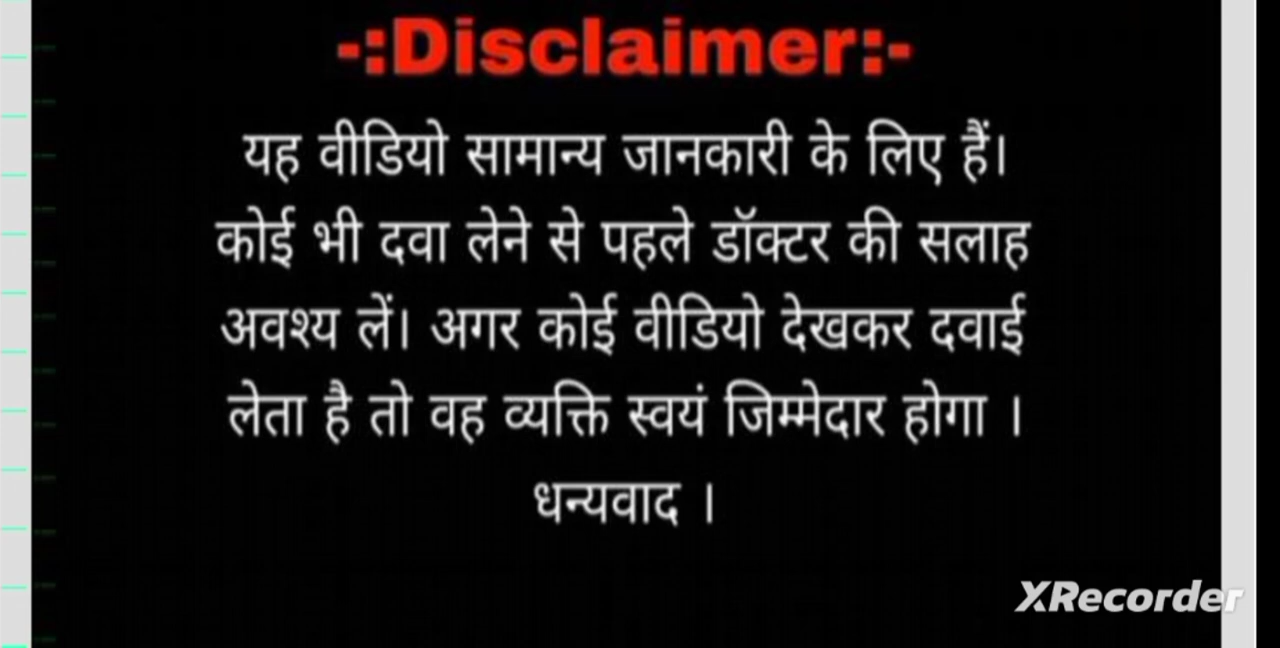 -:Disclaimer:-
यह वीडियो सामान्य जानकारी के लिए हैं।
कोई भी दवा लेने से पहले डॉक्टर की सलाह
अवश्य लें। अगर कोई वीडियो देखकर दवाई
लेता है तो वह व्यक्ति स्वयं जिम्मेदार होगा ।
धन्यवाद ।
XRecorder